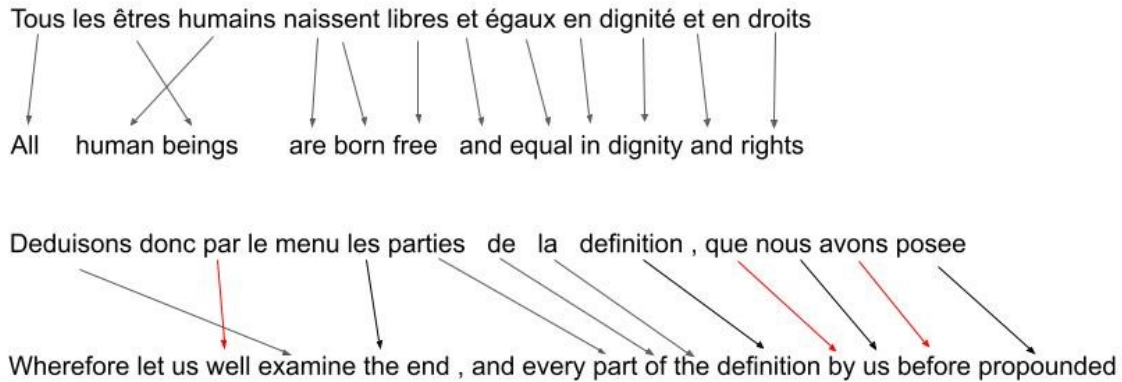 Tous les êtres humains naissent libres et égaux en dignité et en droits
All human beings are born free and equal in dignity and rights
Deduisons donc par le menu les parties de la definition , que nous avons posee
Wherefore let us well examine the end , and every part of the definition by us before propounded